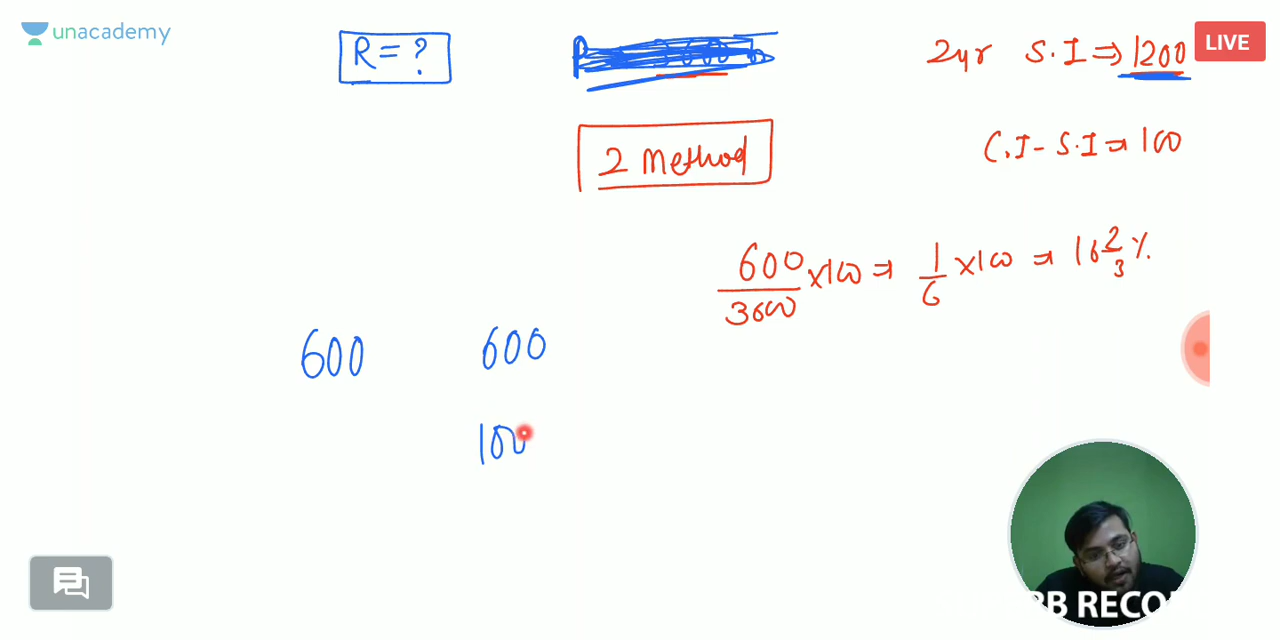 unacademy
R = ?
2yr S.I ⇒ 1200
LIVE
2 Method
C.I - S.I ⇒ 100
600/3600 ×100 ⇒ 1/6 ×100 ⇒ 16 2/3 %
600 600
100
BB RECO